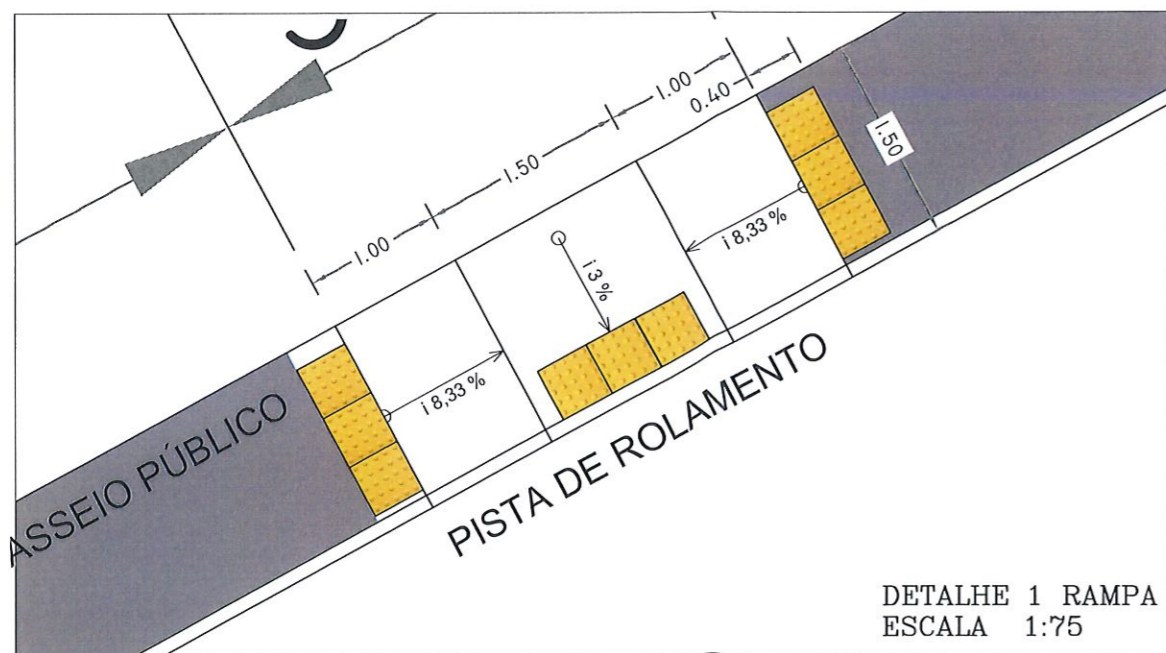 1.00
1.50
1.00
0.40
1.50
i 8,33 %
i 3 %
i 8,33 %
ASSEIO PÚBLICO
PISTA DE ROLAMENTO
DETALHE 1 RAMPA
ESCALA 1:75